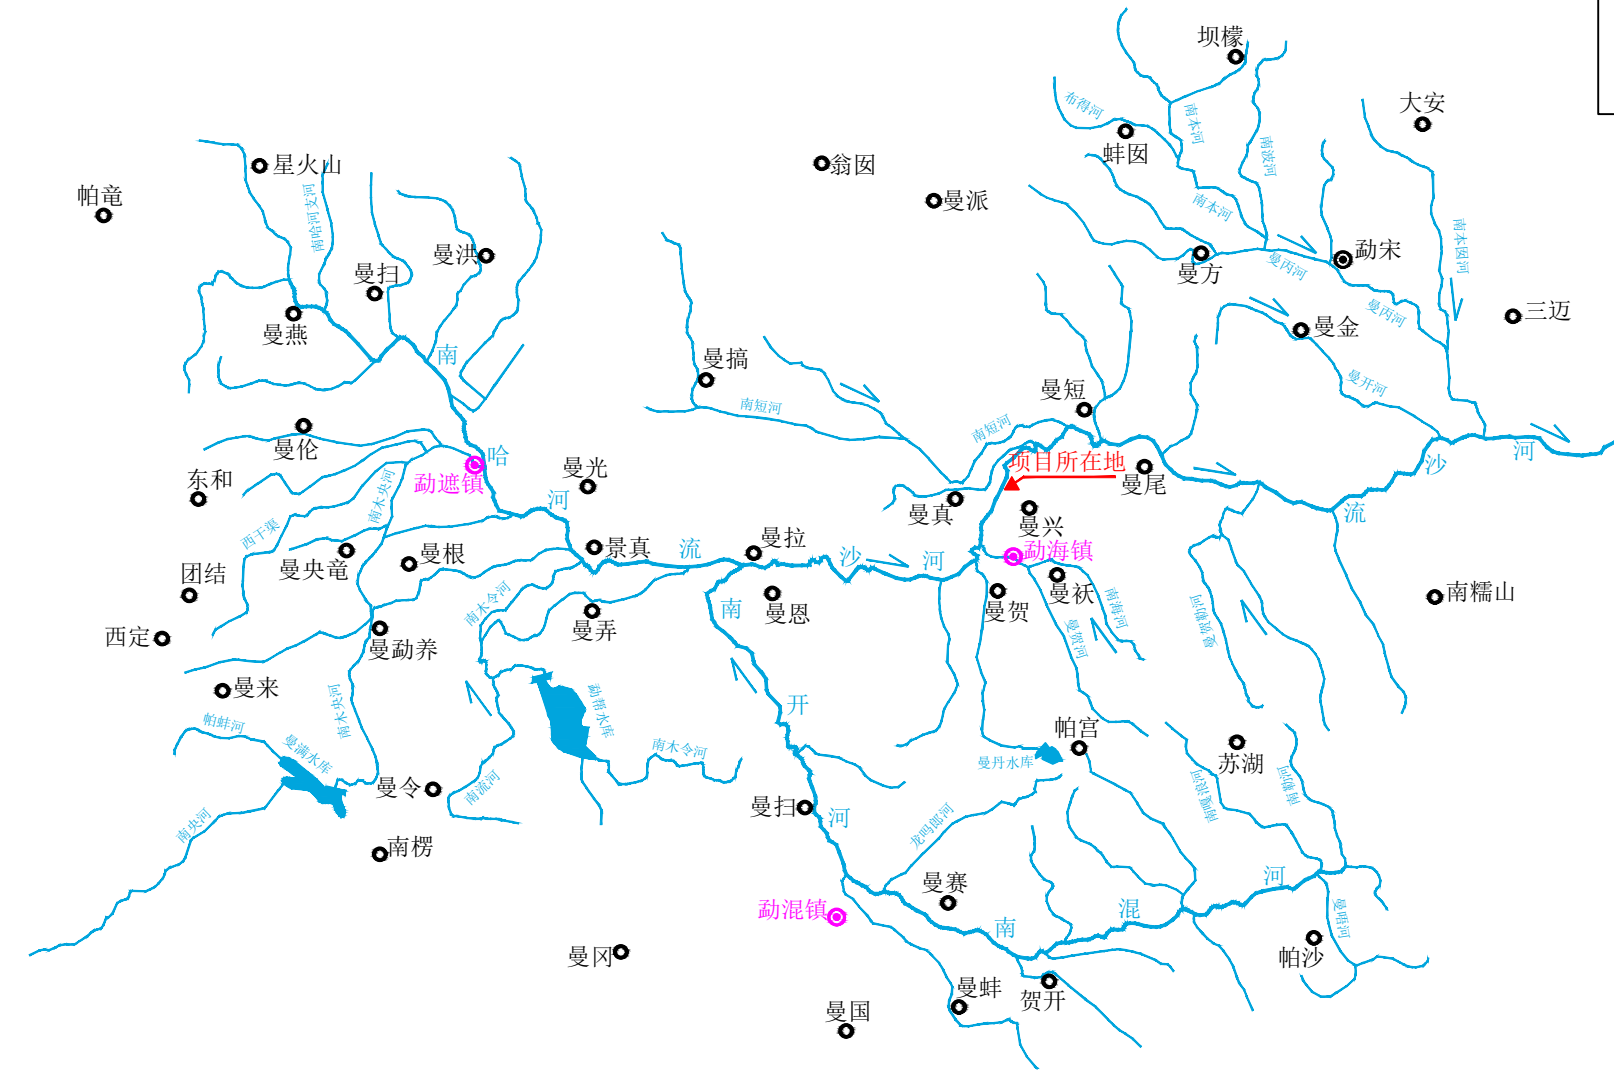 坝檬
大安
布得河
南本河
蚌囡
南波河
星火山
翁囡
帕竜
曼派
南哈河支河
南本河
南本囡河
勐宋
曼洪
曼扫
曼方
曼丙河
曼燕
三迈
曼丙河
曼金
南
曼搞
曼短
曼开河
南短河
南短河
曼伦
哈
项目所在地
沙
河
东和
勐遮镇
曼光
曼尾
南木央河
河
曼真
曼兴
流
西干渠
曼央竜
曼根
景真
流
曼拉
沙
河
勐海镇
团结
南木令河
南
曼恩
曼贺
曼袄
南海河
南糯山
西定
曼勐养
曼弄
曼贺河
曼来
南木央河
勐邦水库
开
帕蚌河
曼满水库
南木令河
帕宫
曼丹水库
苏湖
曼令
南流河
曼扫
河
南央河
龙吗郎河
南楞
曼赛
河
勐混镇
南
混
曼唔河
曼冈
帕沙
曼蚌
贺开
曼国